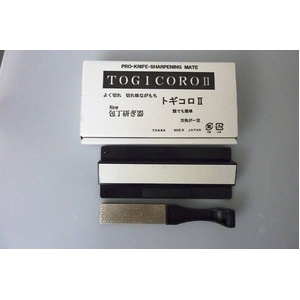 PRO-KNIFE-SHARPENING MATE
TOGICORO II
よく切れ 切れ味ながもち
トギコロ II
New
包丁研ぎ器
誰でも簡単
刃角が一定
MADE IN JAPAN